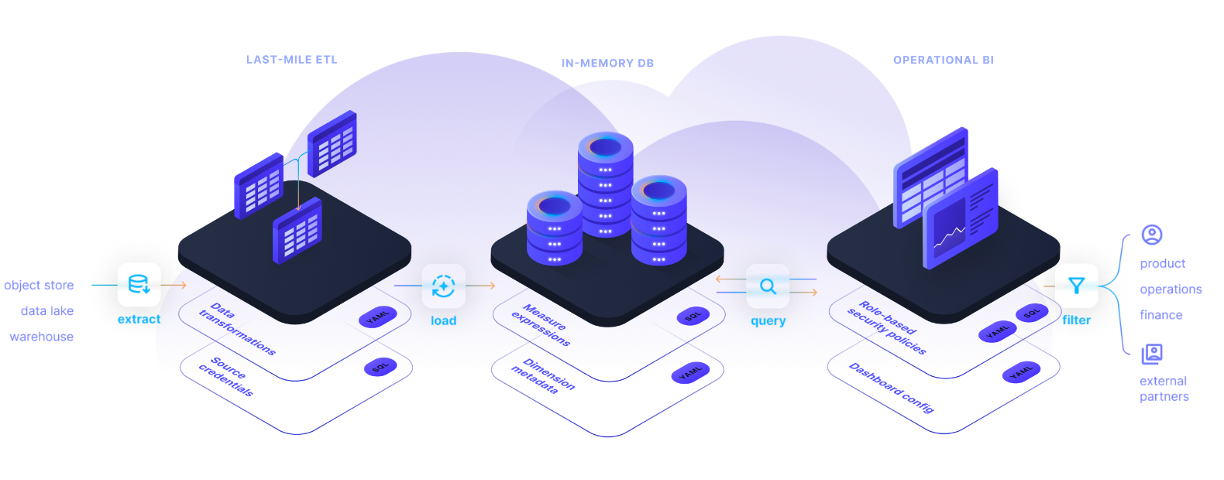 LAST-MILE ETL
IN-MEMORY DB
OPERATIONAL BI
object store
data lake
warehouse
extract
Data
transformations
YAML
Source
credentials
SQL
load
Measure
expressions
SQL
Dimension
metadata
YAML
query
Role-based
security policies
YAML
SQL
Dashboard config
YAML
filter
product
operations
finance
external
partners